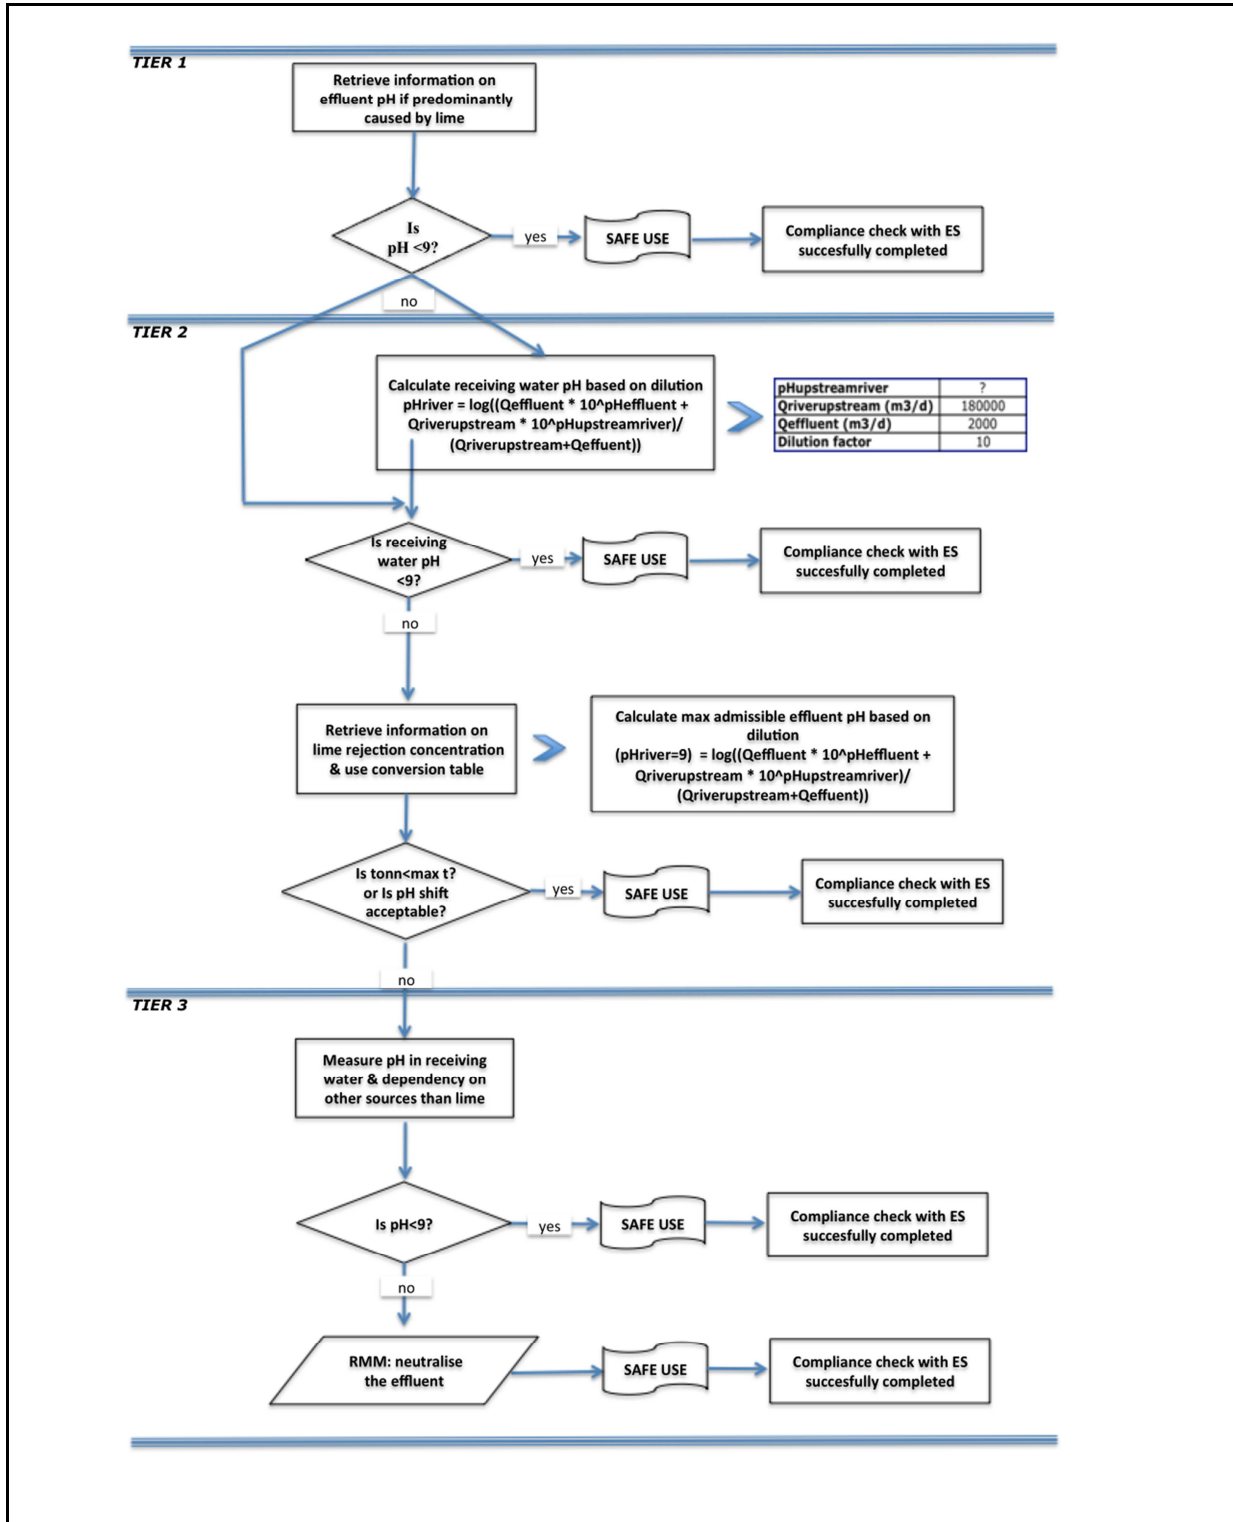 TIER 1
Retrieve information on
effluent pH if predominantly
caused by lime
Is
pH <9?
yes
SAFE USE
Compliance check with ES
succesfully completed
no
TIER 2
Calculate receiving water pH based on dilution
pHriver = log((Qeffluent * 10^pHeffluent +
Qriverupstream * 10^pHupstreamriver)/
(Qriverupstream+Qeffuent))
pHupstreamriver ?
Qriverupstream (m3/d) 180000
Qeffluent (m3/d) 2000
Dilution factor 10
Is receiving
water pH
<9?
yes
SAFE USE
Compliance check with ES
succesfully completed
no
Retrieve information on
lime rejection concentration
& use conversion table
Calculate max admissible effluent pH based on
dilution
(pHriver=9) = log((Qeffluent * 10^pHeffluent +
Qriverupstream * 10^pHupstreamriver)/
(Qriverupstream+Qeffuent))
Is tonn<max t?
or Is pH shift
acceptable?
yes
SAFE USE
Compliance check with ES
succesfully completed
no
TIER 3
Measure pH in receiving
water & dependency on
other sources than lime
Is pH<9?
yes
SAFE USE
Compliance check with ES
succesfully completed
no
RMM: neutralise
the effluent
SAFE USE
Compliance check with ES
succesfully completed